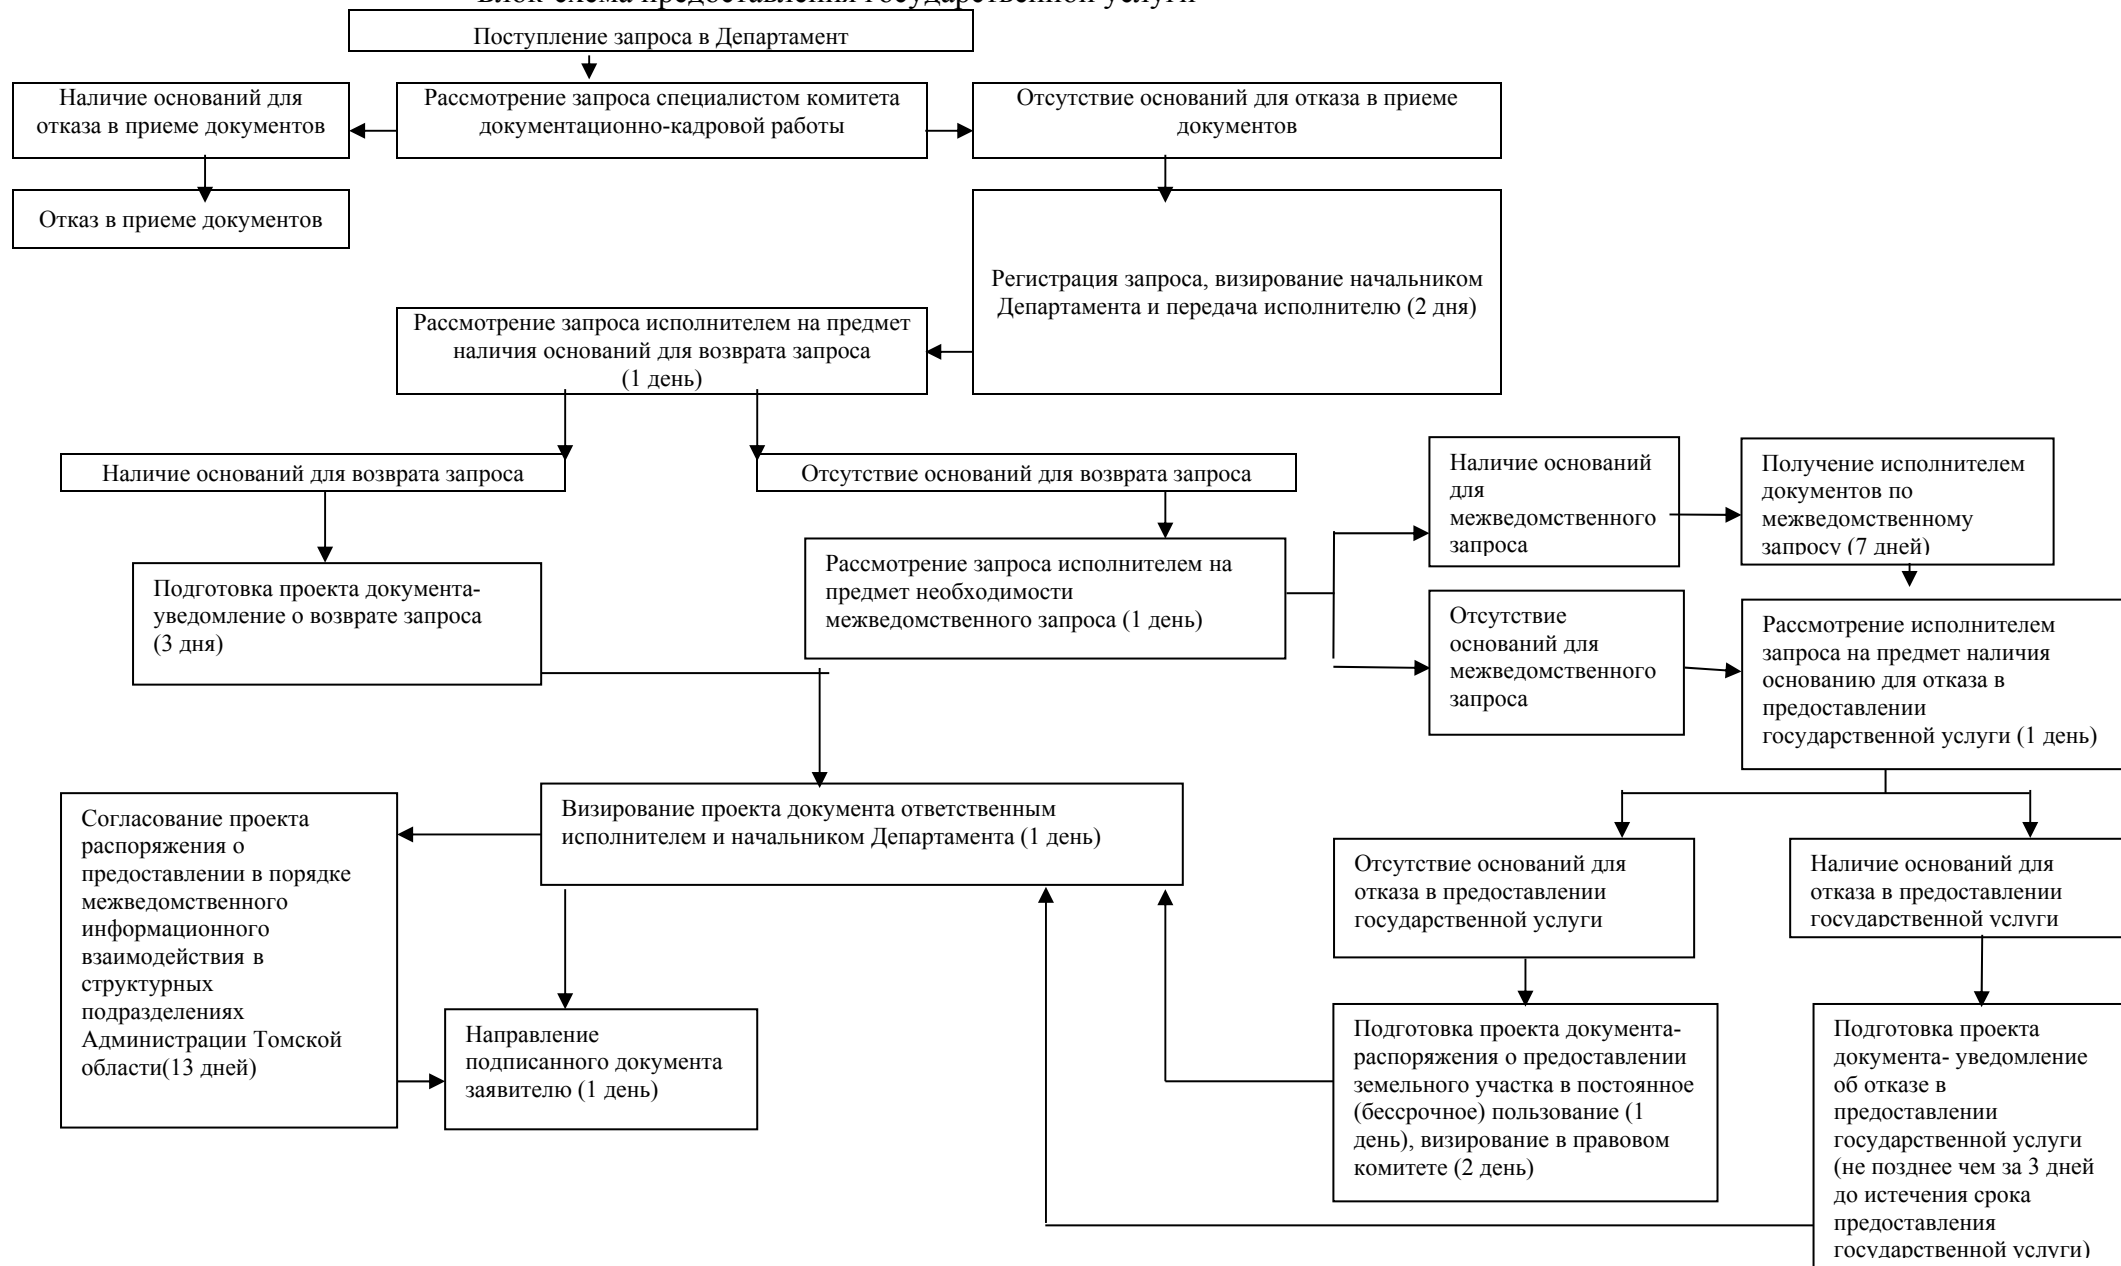 Блок-схема предоставления государственной услуги
Поступление запроса в Департамент
Наличие оснований для
отказа в приеме документов
Рассмотрение запроса специалистом комитета
документационно-кадровой работы
Отсутствие оснований для отказа в приеме
документов
Отказ в приеме документов
Регистрация запроса, визирование начальником
Департамента и передача исполнителю (2 дня)
Рассмотрение запроса исполнителем на предмет
наличия оснований для возврата запроса
(1 день)
Наличие оснований для возврата запроса
Отсутствие оснований для возврата запроса
Наличие оснований
для
межведомственного
запроса
Получение исполнителем
документов по
межведомственному
запросу (7 дней)
Подготовка проекта документа-
уведомление о возврате запроса
(3 дня)
Рассмотрение запроса исполнителем на
предмет необходимости
межведомственного запроса (1 день)
Отсутствие
оснований для
межведомственного
запроса
Рассмотрение исполнителем
запроса на предмет наличия
основанию для отказа в
предоставлении
государственной услуги (1 день)
Согласование проекта
распоряжения о
предоставлении в порядке
межведомственного
информационного
взаимодействия в
структурных
подразделениях
Администрации Томской
области(13 дней)
Визирование проекта документа ответственным
исполнителем и начальником Департамента (1 день)
Отсутствие оснований для
отказа в предоставлении
государственной услуги
Наличие оснований для
отказа в предоставлении
государственной услуги
Направление
подписанного документа
заявителю (1 день)
Подготовка проекта документа-
распоряжения о предоставлении
земельного участка в постоянное
(бессрочное) пользование (1
день), визирование в правовом
комитете (2 день)
Подготовка проекта
документа- уведомление
об отказе в
предоставлении
государственной услуги
(не позднее чем за 3 дней
до истечения срока
предоставления
государственной услуги)